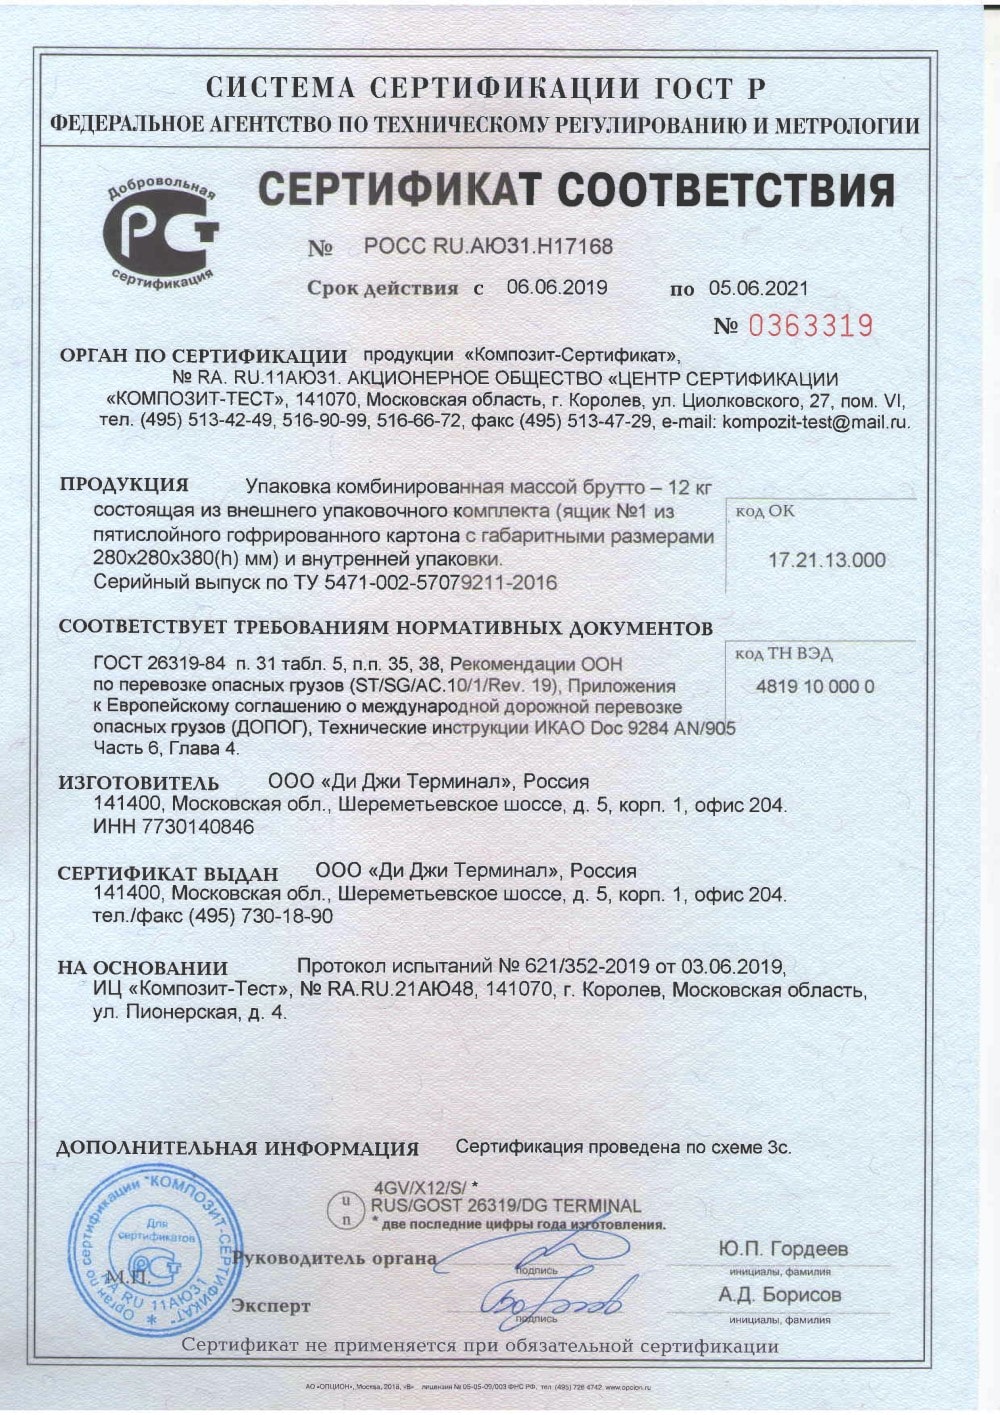 СИСТЕМА СЕРТИФИКАЦИИ ГОСТ Р
ФЕДЕРАЛЬНОЕ АГЕНТСТВО ПО ТЕХНИЧЕСКОМУ РЕГУЛИРОВАНИЮ И МЕТРОЛОГИИ
Добровольная
РСТ
сертификация
СЕРТИФИКАТ СООТВЕТСТВИЯ
№ РОСС RU.АЮ31.Н17168
Срок действия с 06.06.2019 по 05.06.2021
№ 0363319
ОРГАН ПО СЕРТИФИКАЦИИ продукции «Композит-Сертификат»,
№ RA. RU.11АЮ31. АКЦИОНЕРНОЕ ОБЩЕСТВО «ЦЕНТР СЕРТИФИКАЦИИ
«КОМПОЗИТ-ТЕСТ», 141070, Московская область, г. Королев, ул. Циолковского, 27, пом. VI,
тел. (495) 513-42-49, 516-90-99, 516-66-72, факс (495) 513-47-29, e-mail: kompozit-test@mail.ru.
ПРОДУКЦИЯ Упаковка комбинированная массой брутто – 12 кг
состоящая из внешнего упаковочного комплекта (ящик №1 из
пятислойного гофрированного картона с габаритными размерами
280х280х380(h) мм) и внутренней упаковки.
Серийный выпуск по ТУ 5471-002-57079211-2016
код ОК
17.21.13.000
СООТВЕТСТВУЕТ ТРЕБОВАНИЯМ НОРМАТИВНЫХ ДОКУМЕНТОВ
ГОСТ 26319-84 п. 31 табл. 5, п.п. 35, 38, Рекомендации ООН
по перевозке опасных грузов (ST/SG/AC.10/1/Rev. 19), Приложения
к Европейскому соглашению о международной дорожной перевозке
опасных грузов (ДОПОГ), Технические инструкции ИКАО Doc 9284 AN/905
Часть 6, Глава 4.
код ТН ВЭД
4819 10 000 0
ИЗГОТОВИТЕЛЬ ООО «Ди Джи Терминал», Россия
141400, Московская обл., Шереметьевское шоссе, д. 5, корп. 1, офис 204.
ИНН 7730140846
СЕРТИФИКАТ ВЫДАН ООО «Ди Джи Терминал», Россия
141400, Московская обл., Шереметьевское шоссе, д. 5, корп. 1, офис 204.
тел./факс (495) 730-18-90
НА ОСНОВАНИИ Протокол испытаний № 621/352-2019 от 03.06.2019,
ИЦ «Композит-Тест», № RA.RU.21АЮ48, 141070, г. Королев, Московская область,
ул. Пионерская, д. 4.
ДОПОЛНИТЕЛЬНАЯ ИНФОРМАЦИЯ Сертификация проведена по схеме 3с.
u
n
4GV/X12/S/ *
RUS/GOST 26319/DG TERMINAL
* две последние цифры года изготовления.
Орган по сертификации "КОМПОЗИТ-СЕРТИФИКАТ" *
Для
сертификатов
РСТ
RA RU 11АЮ31
М.П.
Руководитель органа
подпись
Ю.П. Гордеев
инициалы, фамилия
Эксперт
подпись
А.Д. Борисов
инициалы, фамилия
Сертификат не применяется при обязательной сертификации
АО «ОПЦИОН», Москва, 2018, «В» лицензия № 05-05-09/003 ФНС РФ, тел. (495) 726 4742, www.opcion.ru